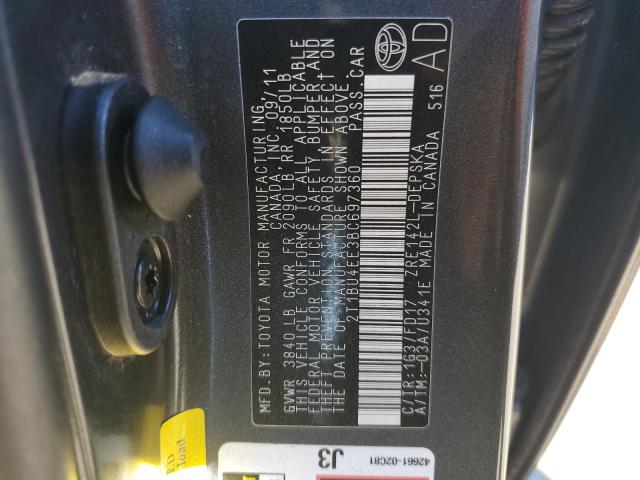 MFD.BY:TOYOTA MOTOR MANUFACTURING
CANADA, INC. 09/11
GVWR 3840 LB GAWR FR 2090LB RR 1850LB
THIS VEHICLE CONFORMS TO ALL APPLICABLE
FEDERAL MOTOR VEHICLE SAFETY BUMPER, AND
THEFT PREVENTION STANDARDS IN EFFECT ON
THE DATE OF MANUFACTURE SHOWN ABOVE.
2T1BU4EE3BC697360 PASS.CAR
C/TR:1G3/FD17 ZRE142L-DEPSKA
A/TM:-03A/U341E MADE IN CANADA 516
AD
J3
42661-02C81